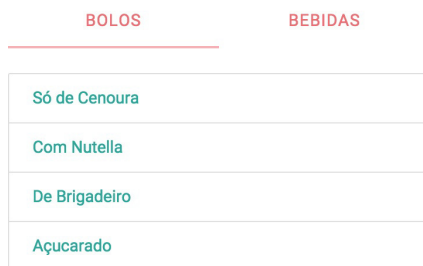 BOLOS BEBIDAS
Só de Cenoura
Com Nutella
De Brigadeiro
Açucarado